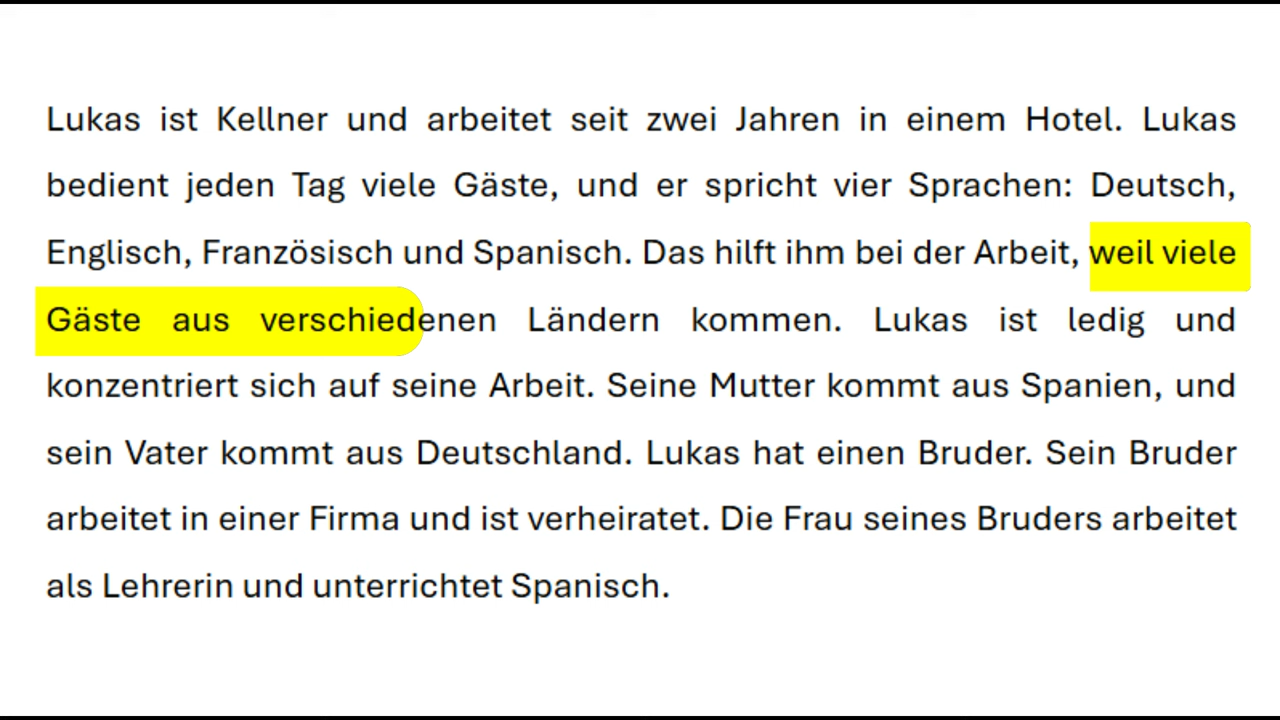 Lukas ist Kellner und arbeitet seit zwei Jahren in einem Hotel. Lukas
bedient jeden Tag viele Gäste, und er spricht vier Sprachen: Deutsch,
Englisch, Französisch und Spanisch. Das hilft ihm bei der Arbeit, weil viele
Gäste aus verschiedenen Ländern kommen. Lukas ist ledig und
konzentriert sich auf seine Arbeit. Seine Mutter kommt aus Spanien, und
sein Vater kommt aus Deutschland. Lukas hat einen Bruder. Sein Bruder
arbeitet in einer Firma und ist verheiratet. Die Frau seines Bruders arbeitet
als Lehrerin und unterrichtet Spanisch.